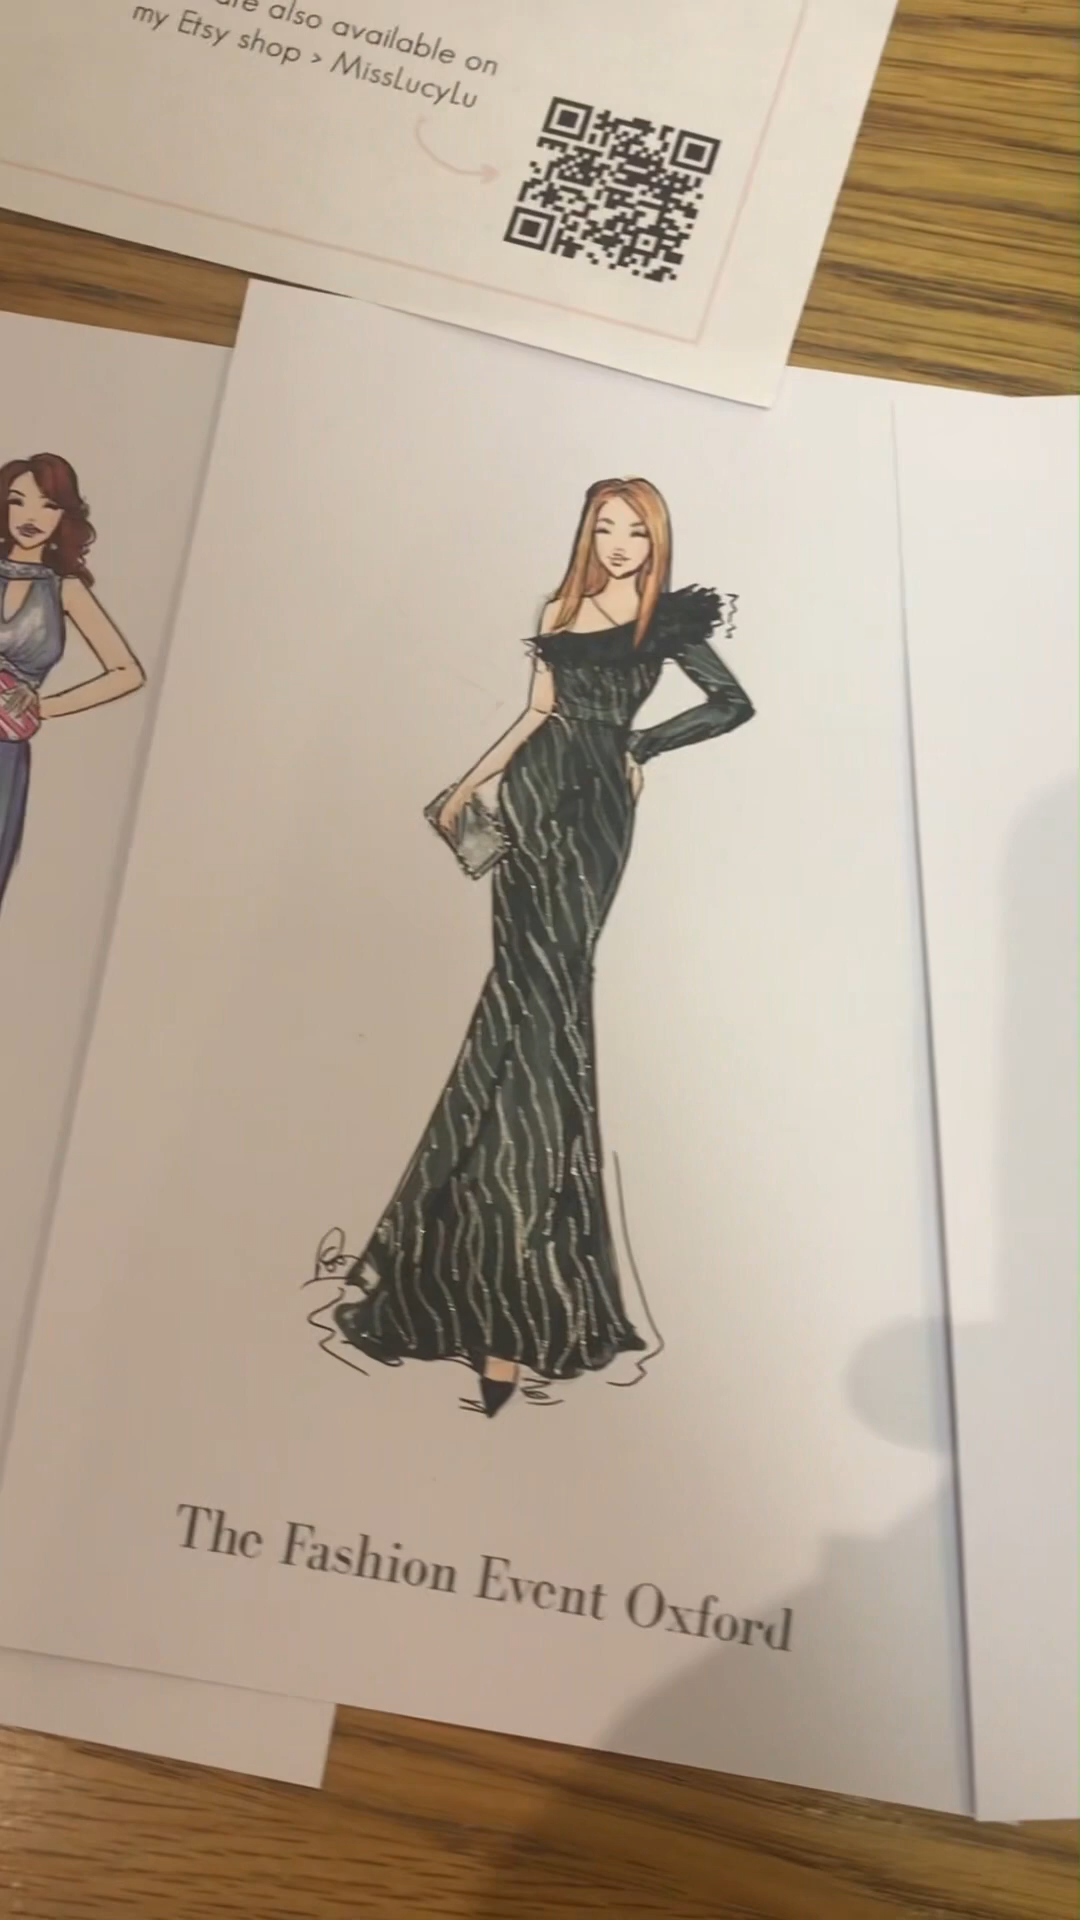 are also available on
my Etsy shop > MissLucyLu
The Fashion Event Oxford